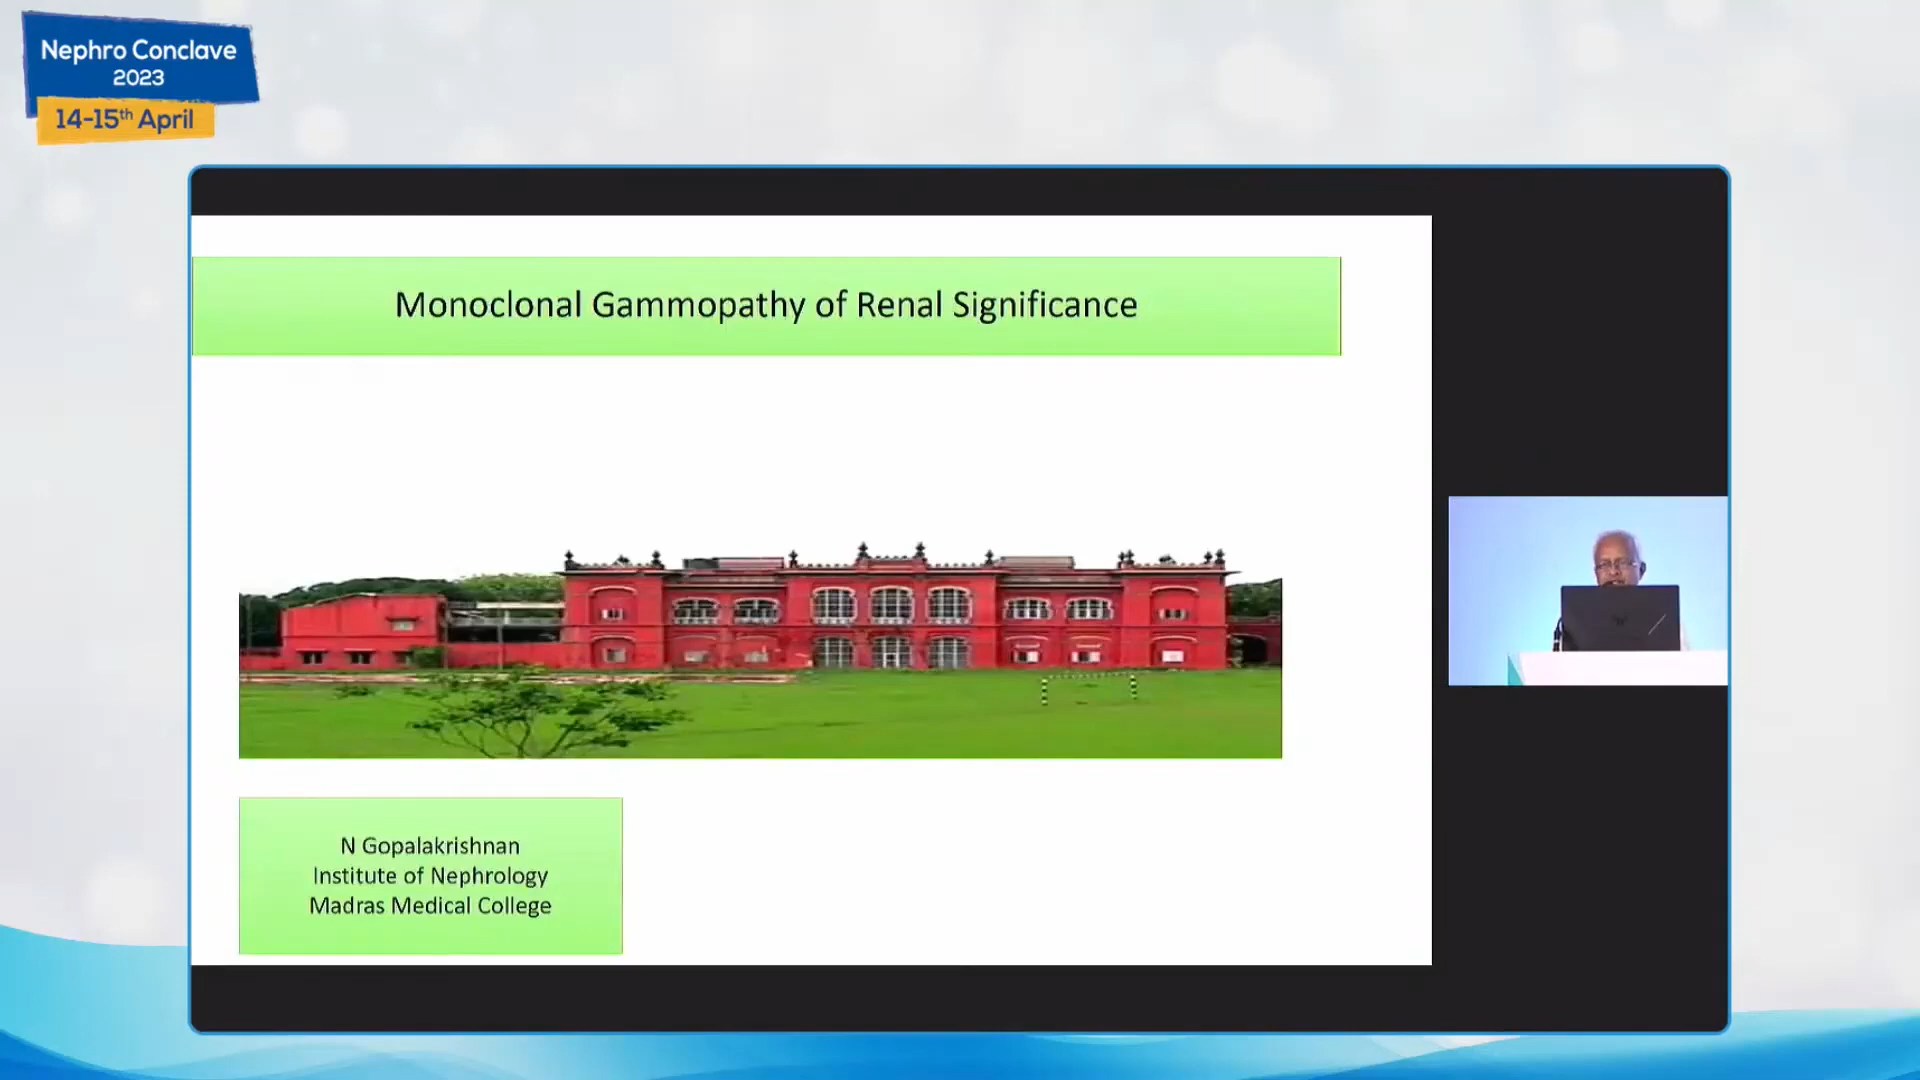 Nephro Conclave
2023
14-15th April
Monoclonal Gammopathy of Renal Significance
N Gopalakrishnan
Institute of Nephrology
Madras Medical College